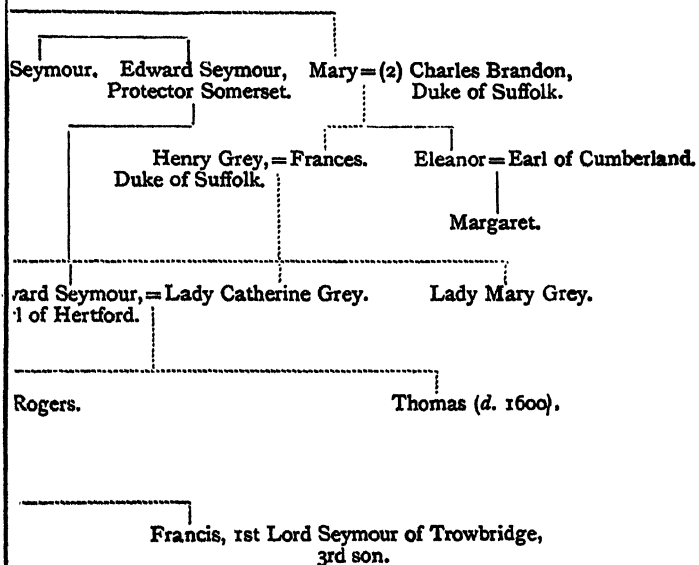 Seymour. Edward Seymour, Mary=(2) Charles Brandon,
Protector Somerset. Duke of Suffolk.
Henry Grey,=Frances. Eleanor=Earl of Cumberland.
Duke of Suffolk.
Margaret.
ard Seymour,=Lady Catherine Grey. Lady Mary Grey.
l of Hertford.
Rogers. Thomas (d. 1600).
Francis, 1st Lord Seymour of Trowbridge,
3rd son.